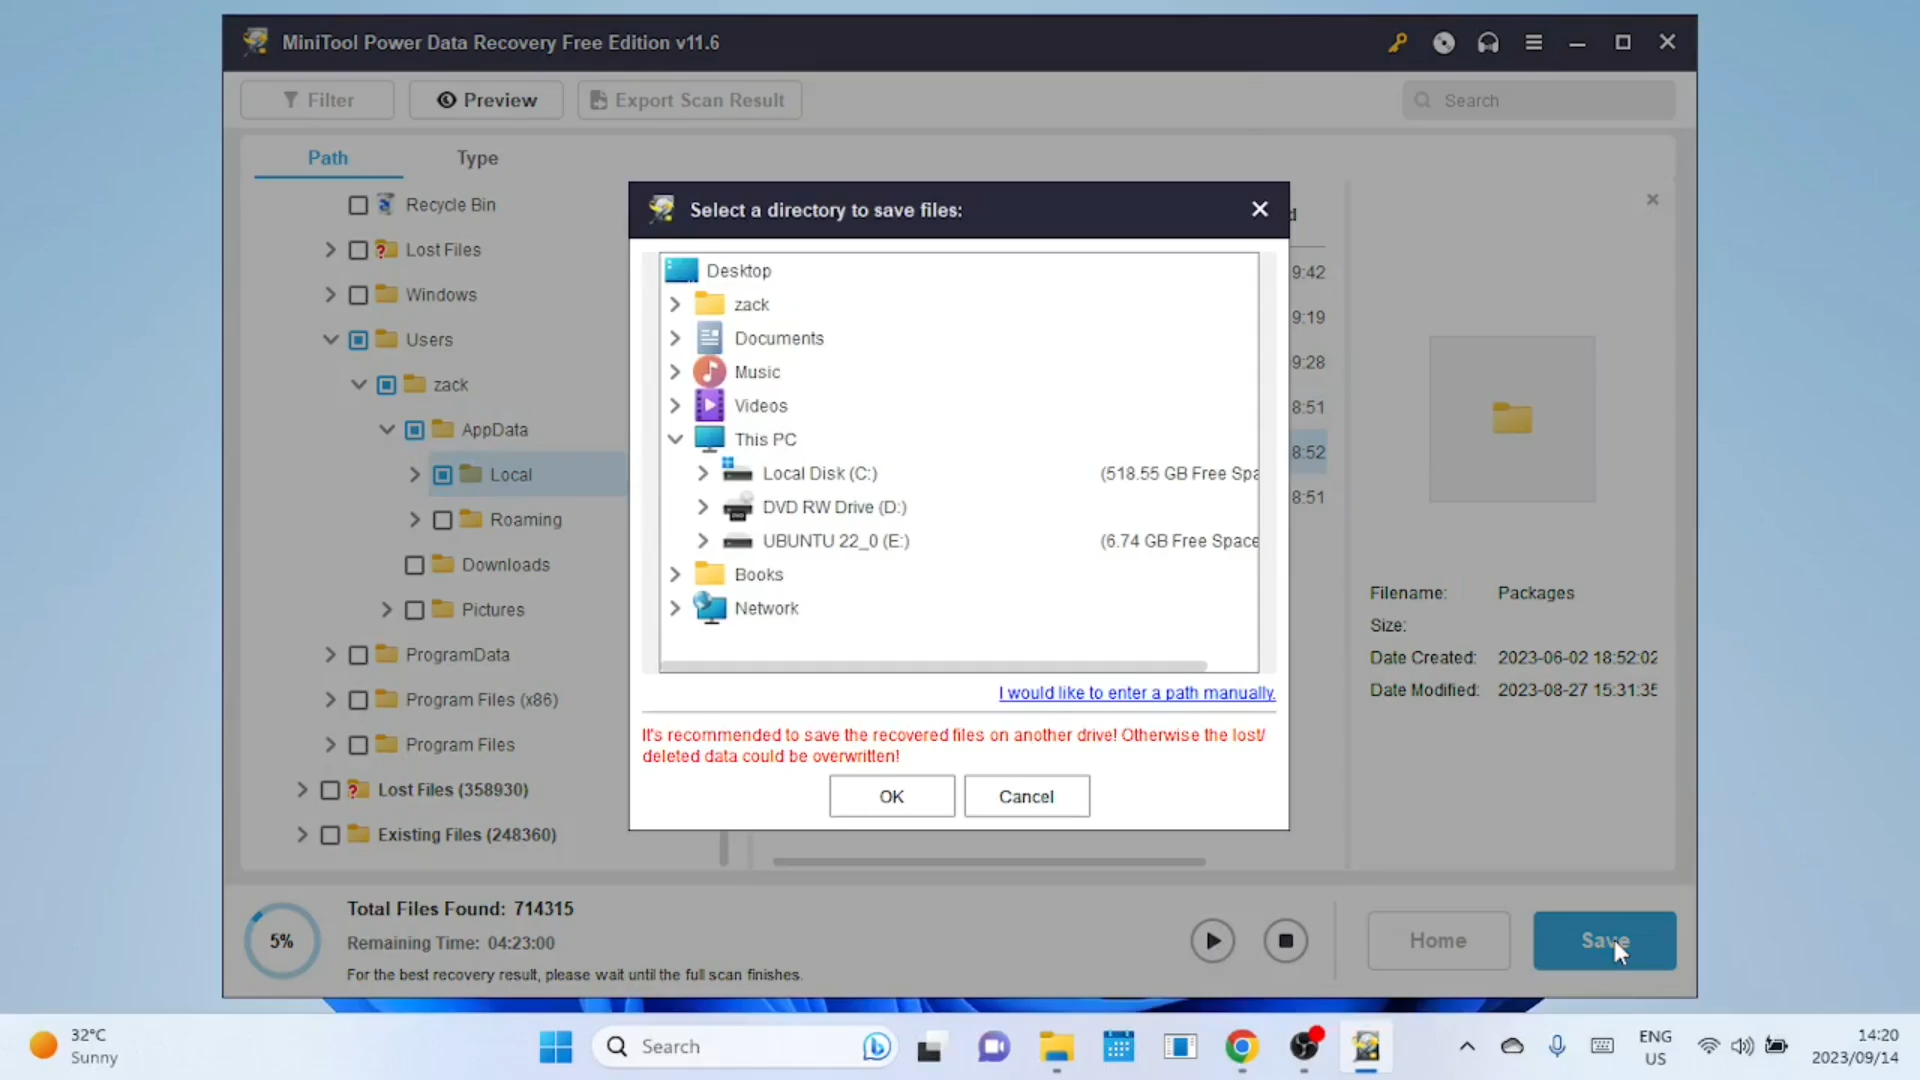 MiniTool Power Data Recovery Free Edition v11.6
Filter
Preview
Export Scan Result
Search
Path
Type
Recycle Bin
Lost Files
Windows
Users
zack
AppData
Local
Roaming
Downloads
Pictures
ProgramData
Program Files (x86)
Program Files
Lost Files (358930)
Existing Files (248360)
Select a directory to save files:
Desktop
zack
Documents
Music
Videos
This PC
Local Disk (C:) (518.55 GB Free Spa
DVD RW Drive (D:)
UBUNTU 22_0 (E:) (6.74 GB Free Space
Books
Network
I would like to enter a path manually.
It's recommended to save the recovered files on another drive! Otherwise the lost/
deleted data could be overwritten!
OK
Cancel
d
9:42
9:19
9:28
8:51
8:52
8:51
Filename: Packages
Size:
Date Created: 2023-06-02 18:52:02
Date Modified: 2023-08-27 15:31:35
5%
Total Files Found: 714315
Remaining Time: 04:23:00
For the best recovery result, please wait until the full scan finishes.
Home
Save
32°C
Sunny
Search
ENG
US
14:20
2023/09/14